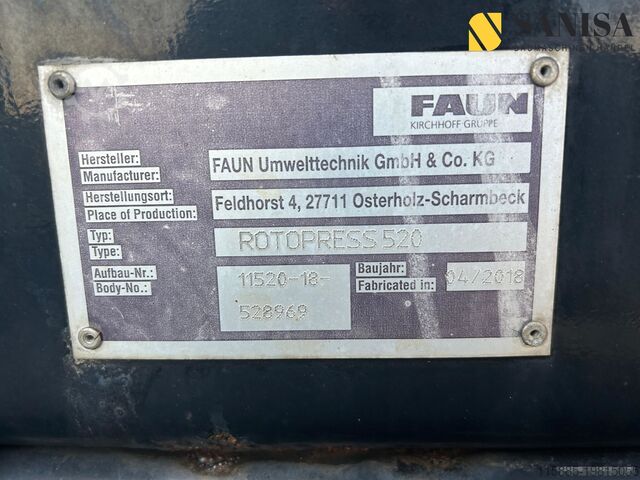 SANISA
FAUN
KIRCHHOFF GRUPPE
Hersteller: FAUN Umwelttechnik GmbH & Co. KG
Manufacturer:
Herstellungsort: Feldhorst 4, 27711 Osterholz-Scharmbeck
Place of Production:
Typ: ROTOPRESS 520
Type:
Aufbau-Nr.: 11520-18- Baujahr: 04/2018
Body-No.: 528969 Fabricated in: